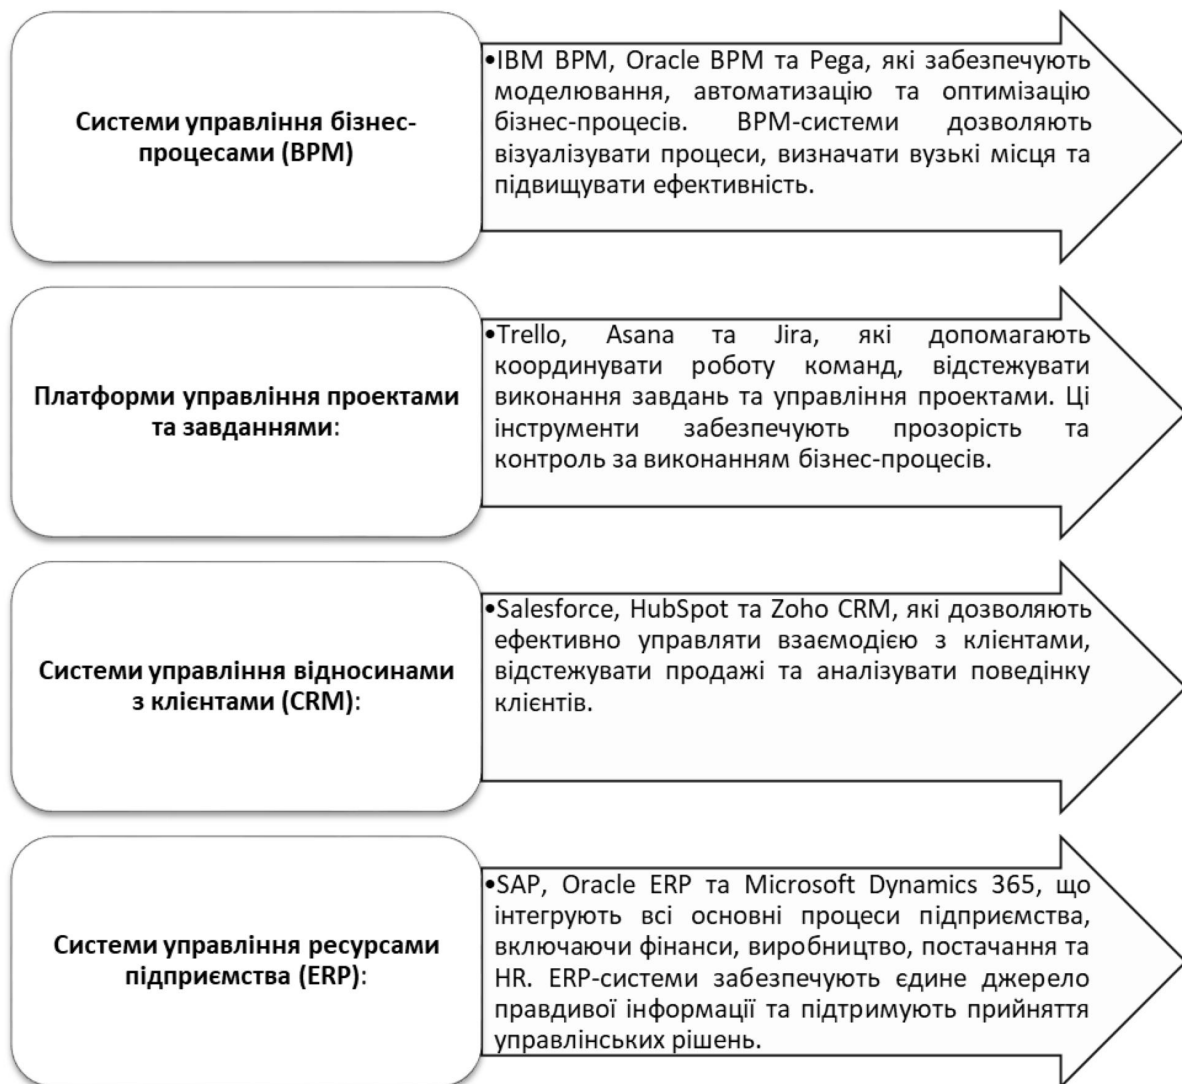 Системи управління бізнес-
процесами (BPM)
•IBM BPM, Oracle BPM та Pega, які забезпечують
моделювання, автоматизацію та оптимізацію
бізнес-процесів. BPM-системи дозволяють
візуалізувати процеси, визначати вузькі місця та
підвищувати ефективність.
Платформи управління проектами
та завданнями:
•Trello, Asana та Jira, які допомагають
координувати роботу команд, відстежувати
виконання завдань та управління проектами. Ці
інструменти забезпечують прозорість та
контроль за виконанням бізнес-процесів.
Системи управління відносинами
з клієнтами (CRM):
•Salesforce, HubSpot та Zoho CRM, які дозволяють
ефективно управляти взаємодією з клієнтами,
відстежувати продажі та аналізувати поведінку
клієнтів.
Системи управління ресурсами
підприємства (ERP):
•SAP, Oracle ERP та Microsoft Dynamics 365, що
інтегрують всі основні процеси підприємства,
включаючи фінанси, виробництво, постачання та
HR. ERP-системи забезпечують єдине джерело
правдивої інформації та підтримують прийняття
управлінських рішень.